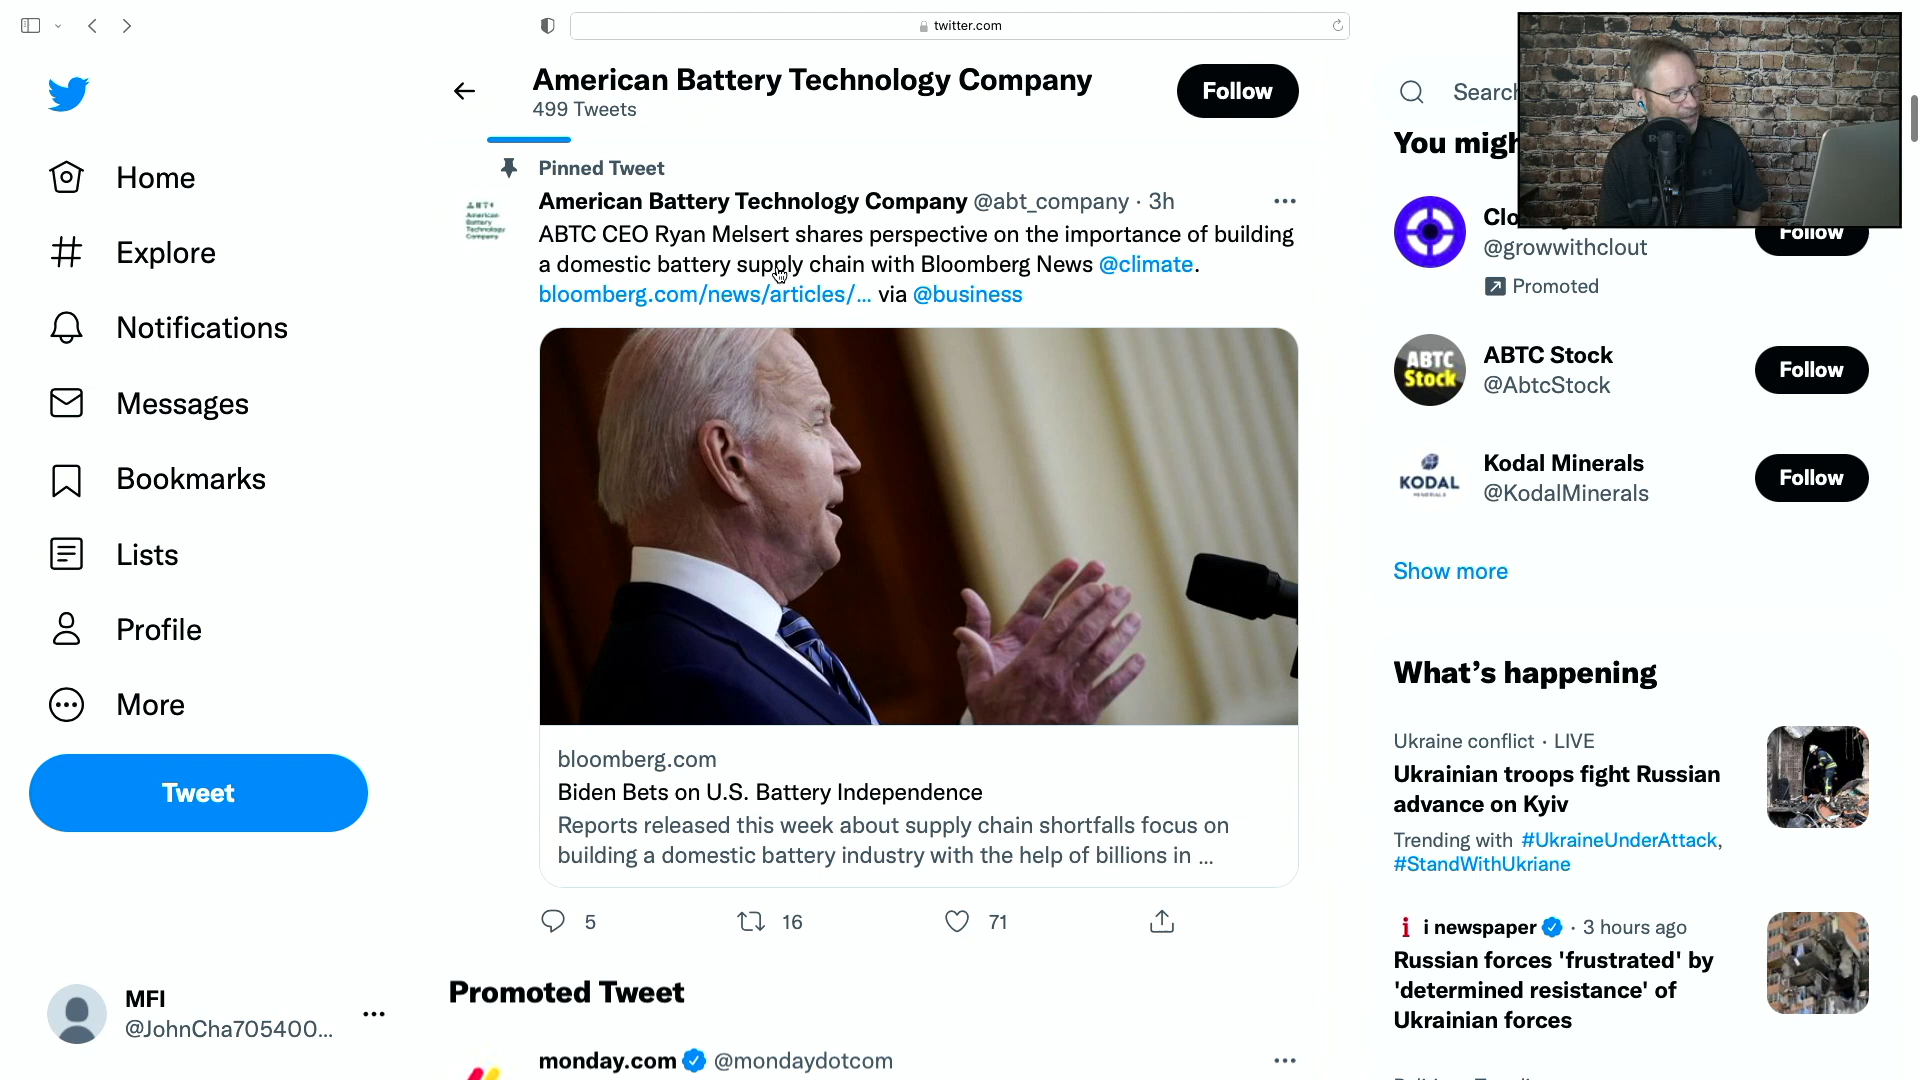 twitter.com
American Battery Technology Company
499 Tweets
Follow
Search
Home
Explore
Notifications
Messages
Bookmarks
Lists
Profile
More
Tweet
MFI
@JohnCha705400...
Pinned Tweet
American Battery Technology Company @abt_company · 3h
ABTC CEO Ryan Melsert shares perspective on the importance of building
a domestic battery supply chain with Bloomberg News @climate.
bloomberg.com/news/articles/... via @business
bloomberg.com
Biden Bets on U.S. Battery Independence
Reports released this week about supply chain shortfalls focus on
building a domestic battery industry with the help of billions in ...
5
16
71
Promoted Tweet
monday.com @mondaydotcom
You
Clo
@growwithclout
Follow
Promoted
ABTC
Stock
ABTC Stock
@AbtcStock
Follow
KODAL
Kodal Minerals
@KodalMinerals
Follow
Show more
What's happening
Ukraine conflict · LIVE
Ukrainian troops fight Russian
advance on Kyiv
Trending with #UkraineUnderAttack,
#StandWithUkriane
i newspaper · 3 hours ago
Russian forces 'frustrated' by
'determined resistance' of
Ukrainian forces